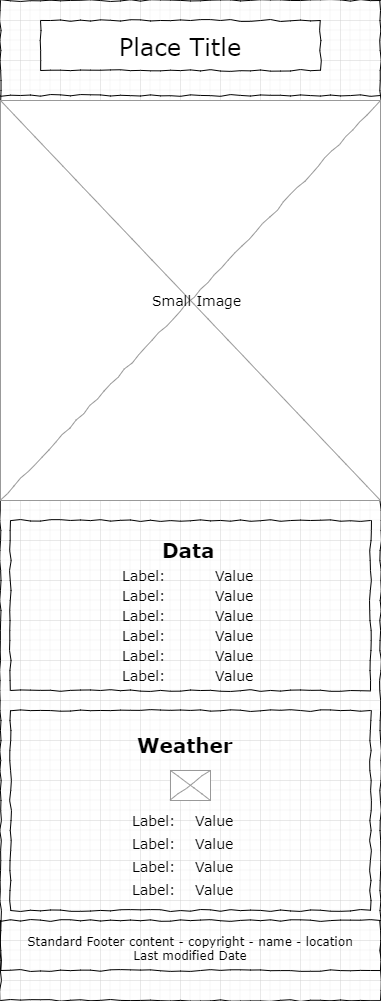 Place Title
Small Image
Data
Label: Value
Label: Value
Label: Value
Label: Value
Label: Value
Label: Value
Weather
Label: Value
Label: Value
Label: Value
Label: Value
Standard Footer content - copyright - name - location
Last modified Date